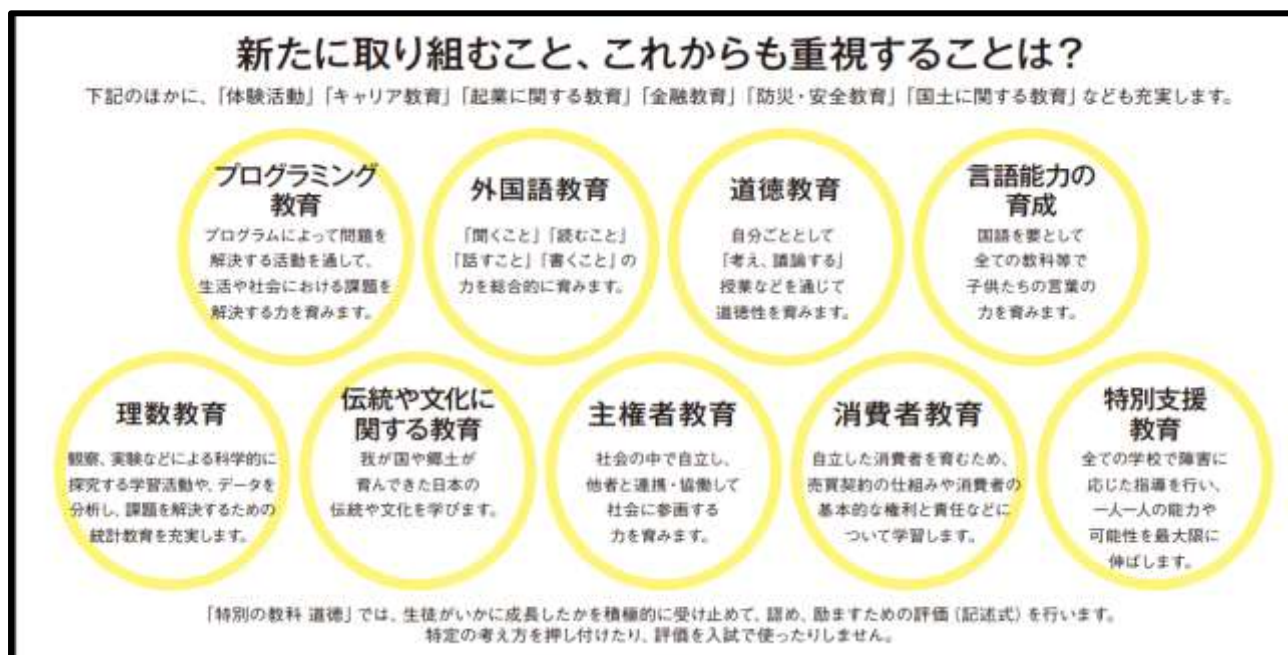 新たに取り組むこと、これからも重視することは？
下記のほかに、「体験活動」「キャリア教育」「起業に関する教育」「金融教育」「防災・安全教育」「国土に関する教育」なども充実します。
プログラミング
教育
プログラムによって問題を
解決する活動を通して、
生活や社会における課題を
解決する力を育みます。
外国語教育
「聞くこと」「読むこと」
「話すこと」「書くこと」の
力を総合的に育みます。
道徳教育
自分ごととして
「考え、議論する」
授業などを通じて
道徳性を育みます。
言語能力の
育成
国語を要として
全ての教科等で
子供たちの言葉の
力を育みます。
理数教育
観察、実験などによる科学的に
探究する学習活動や、データを
分析し、課題を解決するための
統計教育を充実します。
伝統や文化に
関する教育
我が国や郷土が
育んできた日本の
伝統や文化を学びます。
主権者教育
社会の中で自立し、
他者と連携・協働して
社会に参画する
力を育みます。
消費者教育
自立した消費者を育むため、
売買契約の仕組みや消費者の
基本的な権利と責任などに
ついて学習します。
特別支援
教育
全ての学校で障害に
応じた指導を行い、
一人一人の能力や
可能性を最大限に
伸ばします。
「特別の教科 道徳」では、生徒がいかに成長したかを積極的に受け止めて、認め、励ますための評価（記述式）を行います。
特定の考え方を押し付けたり、評価を入試で使ったりしません。